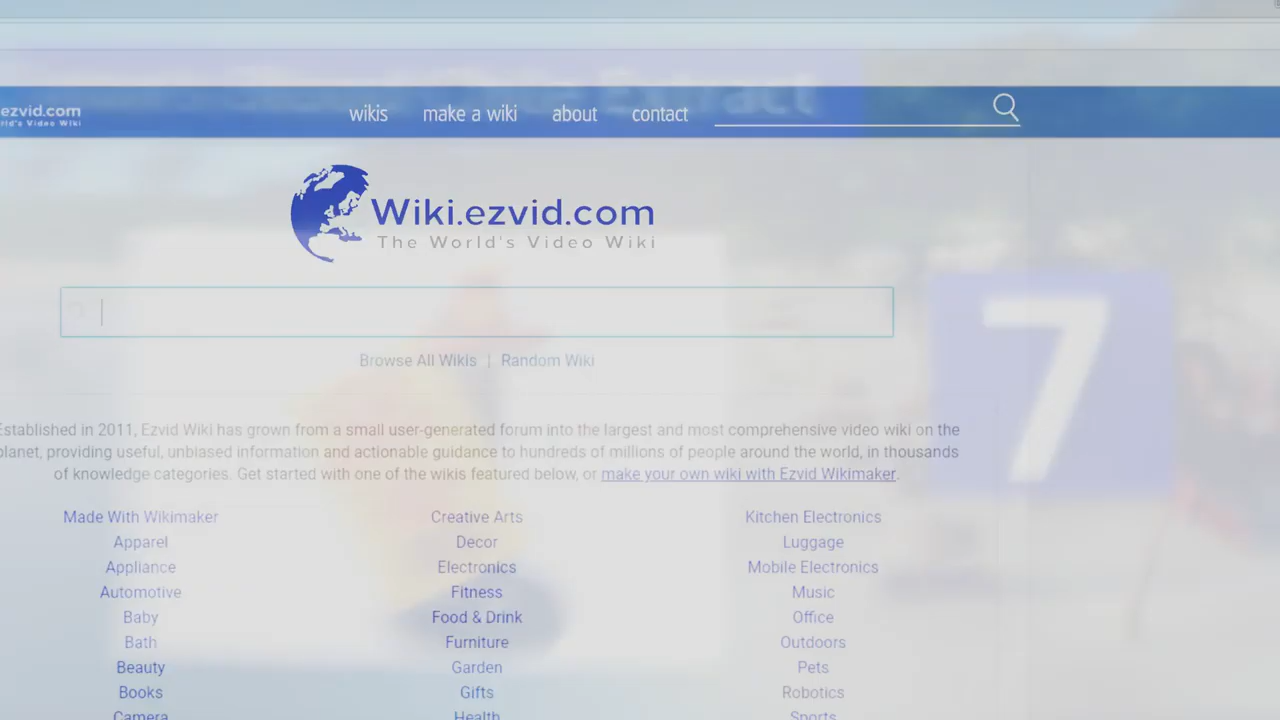 Extract
ezvid.com
wikis make a wiki about contact
Wiki.ezvid.com
The World's Video Wiki
Browse All Wikis | Random Wiki
7
Established in 2011, Ezvid Wiki has grown from a small user-generated forum into the largest and most comprehensive video wiki on the
planet, providing useful, unbiased information and actionable guidance to hundreds of millions of people around the world, in thousands
of knowledge categories. Get started with one of the wikis featured below, or make your own wiki with Ezvid Wikimaker.
Made With Wikimaker Creative Arts Kitchen Electronics
Apparel Decor Luggage
Appliance Electronics Mobile Electronics
Automotive Fitness Music
Baby Food & Drink Office
Bath Furniture Outdoors
Beauty Garden Pets
Books Gifts Robotics
Camera Health Sports